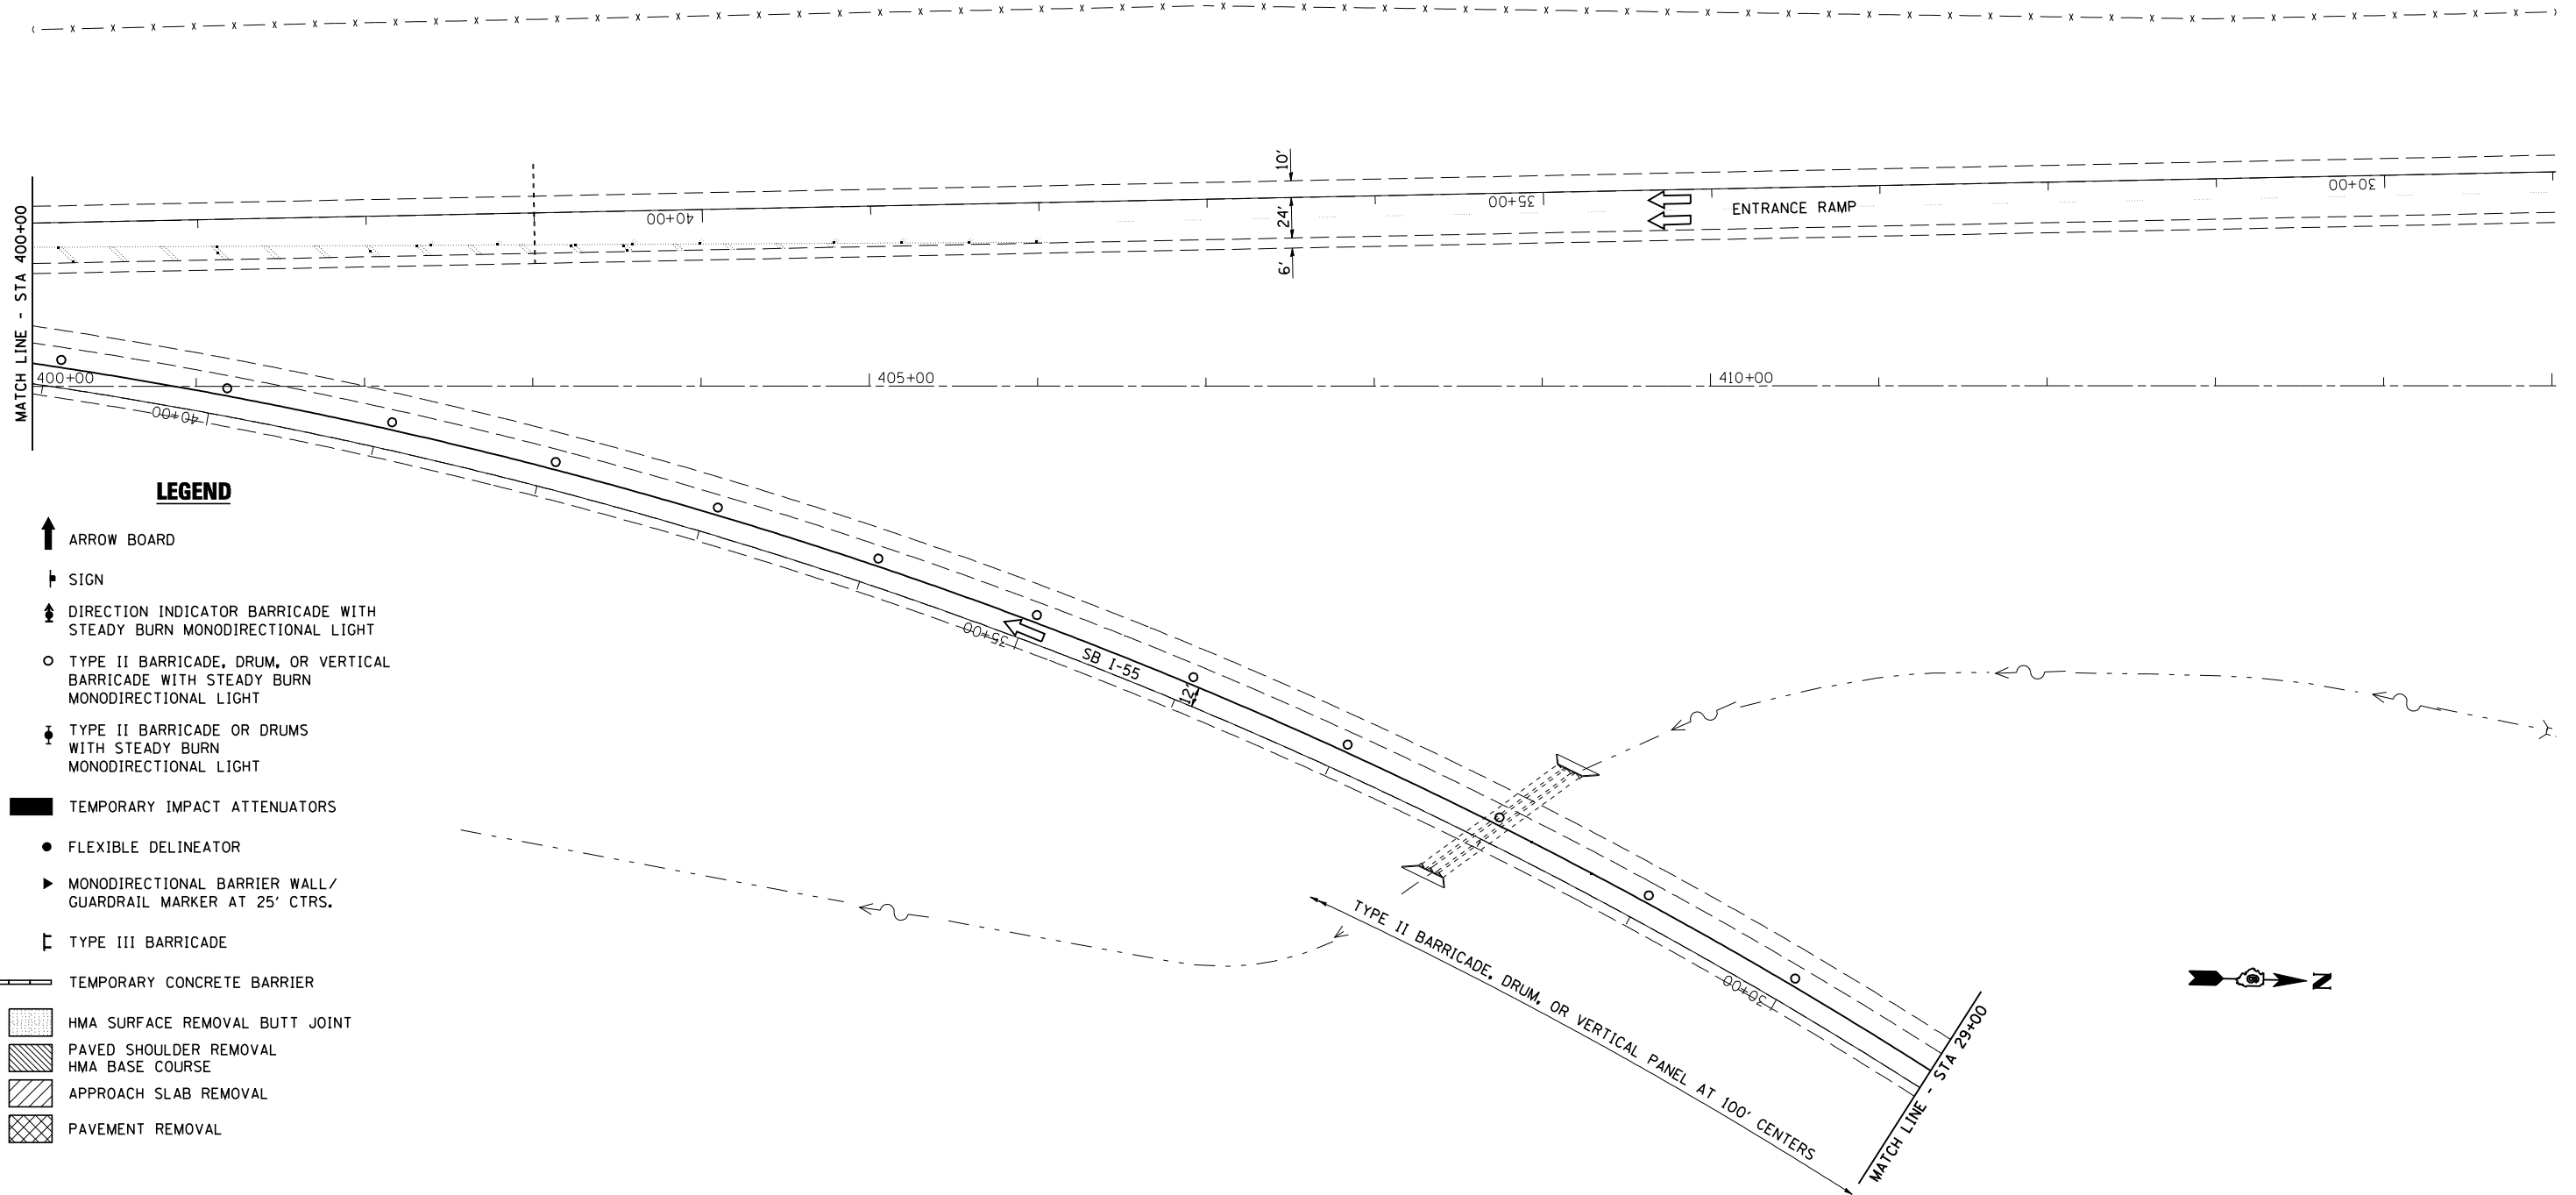 10'
24'
6'
40+00
35+00
30+00
ENTRANCE RAMP
MATCH LINE - STA 400+00
400+00
405+00
410+00
40+00
35+00
30+00
SB I-55
12'
LEGEND
ARROW BOARD
SIGN
DIRECTION INDICATOR BARRICADE WITH
STEADY BURN MONODIRECTIONAL LIGHT
TYPE II BARRICADE, DRUM, OR VERTICAL
BARRICADE WITH STEADY BURN
MONODIRECTIONAL LIGHT
TYPE II BARRICADE OR DRUMS
WITH STEADY BURN
MONODIRECTIONAL LIGHT
TEMPORARY IMPACT ATTENUATORS
FLEXIBLE DELINEATOR
MONODIRECTIONAL BARRIER WALL/
GUARDRAIL MARKER AT 25' CTRS.
TYPE III BARRICADE
TEMPORARY CONCRETE BARRIER
HMA SURFACE REMOVAL BUTT JOINT
PAVED SHOULDER REMOVAL
HMA BASE COURSE
APPROACH SLAB REMOVAL
PAVEMENT REMOVAL
TYPE II BARRICADE, DRUM, OR VERTICAL PANEL AT 100' CENTERS
MATCH LINE - STA 29+00
N